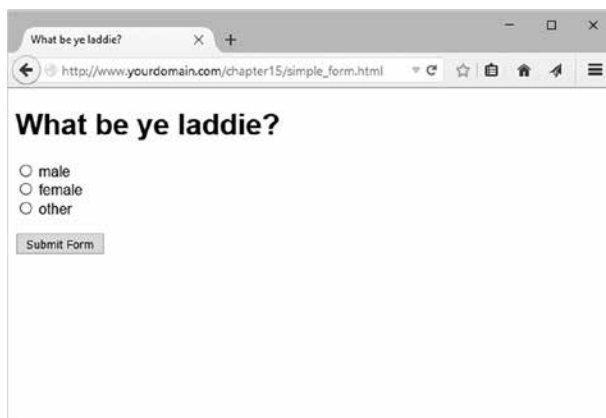 What be ye laddie?
http://www.yourdomain.com/chapter15/simple_form.html
What be ye laddie?
male
female
other
Submit Form